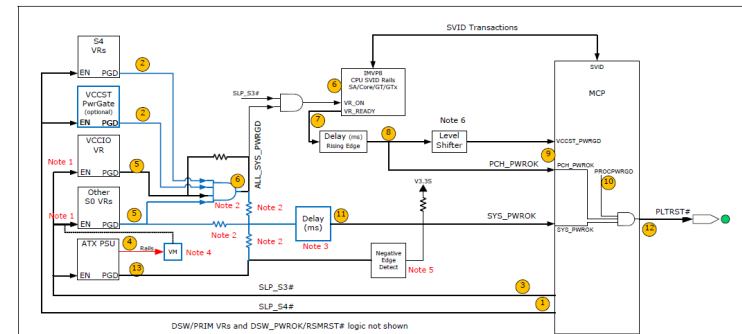 SVID Transactions
S4
VRs
EN PGD
2
VCCST
PwrGate
(optional)
EN PGD
2
VCCIO
VR
EN PGD
5
Note 1
Other
S0 VRs
EN PGD
5
Note 1
ATX PSU
EN PGD
4
Rails
VM
Note 4
13
SLP_S3#
ALL_SYS_PWRGD
6
Note 2
Note 2
Note 2
Note 2
6
IMVP8
CPU SVID Rails
SA/Core/GT/GTx
VR_ON
VR_READY
7
Delay (ms)
Rising Edge
8
Note 6
Level
Shifter
VCCST_PWRGD
PCH_PWROK
V3.3S
Delay
(ms)
Note 3
11
SYS_PWROK
Negative
Edge
Detect
Note 5
SVID
MCP
9
PCH_PWROK
PROCPWRGD
10
SYS_PWROK
PLTRST#
12
SLP_S3#
3
SLP_S4#
1
DSW/PRIM VRs and DSW_PWROK/RSMRST# logic not shown